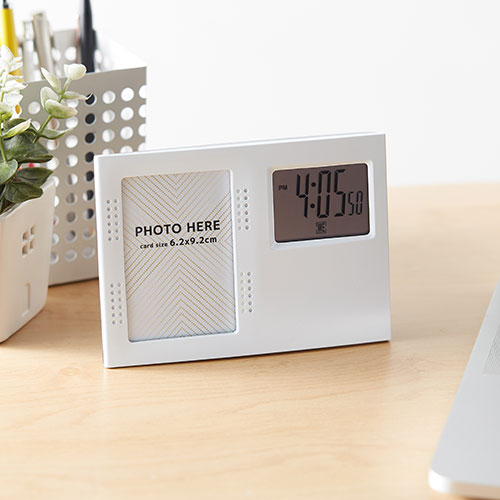 PHOTO HERE
card size 6.2x9.2cm
PM 4:05 50